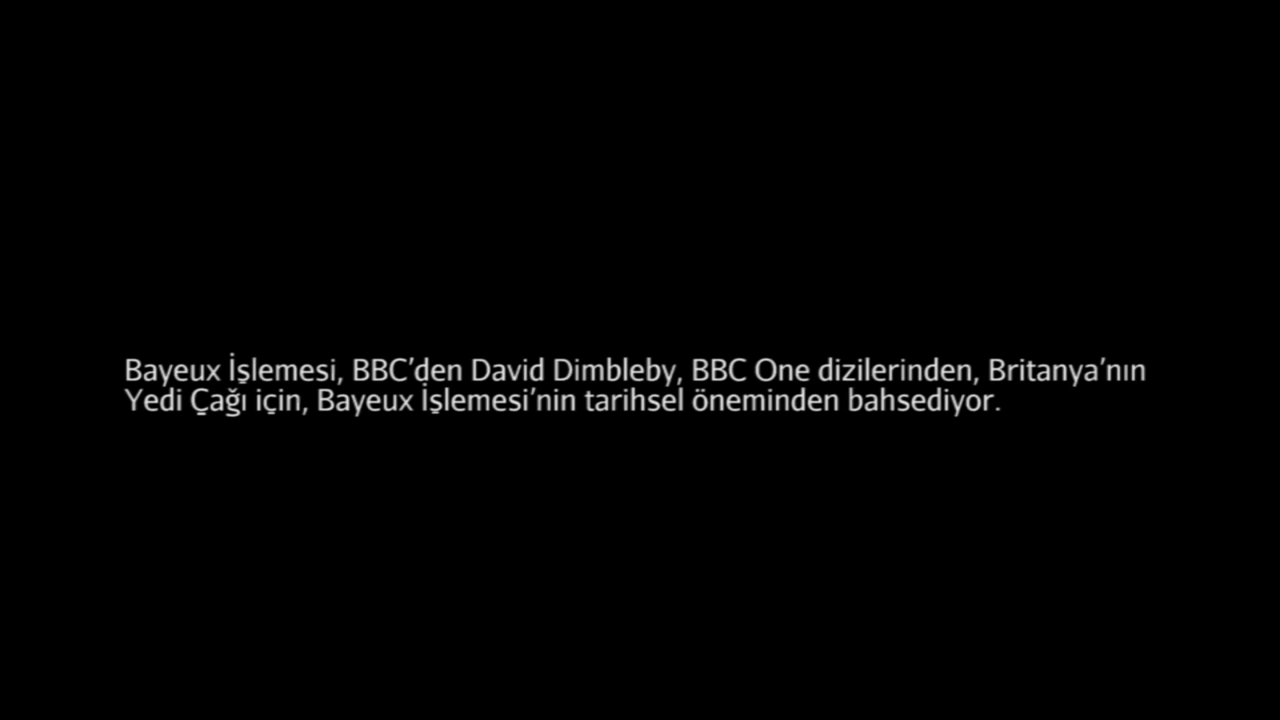 Bayeux İşlemesi, BBC’den David Dimbleby, BBC One dizilerinden, Britanya’nın
Yedi Çağı için, Bayeux İşlemesi’nin tarihsel öneminden bahsediyor.